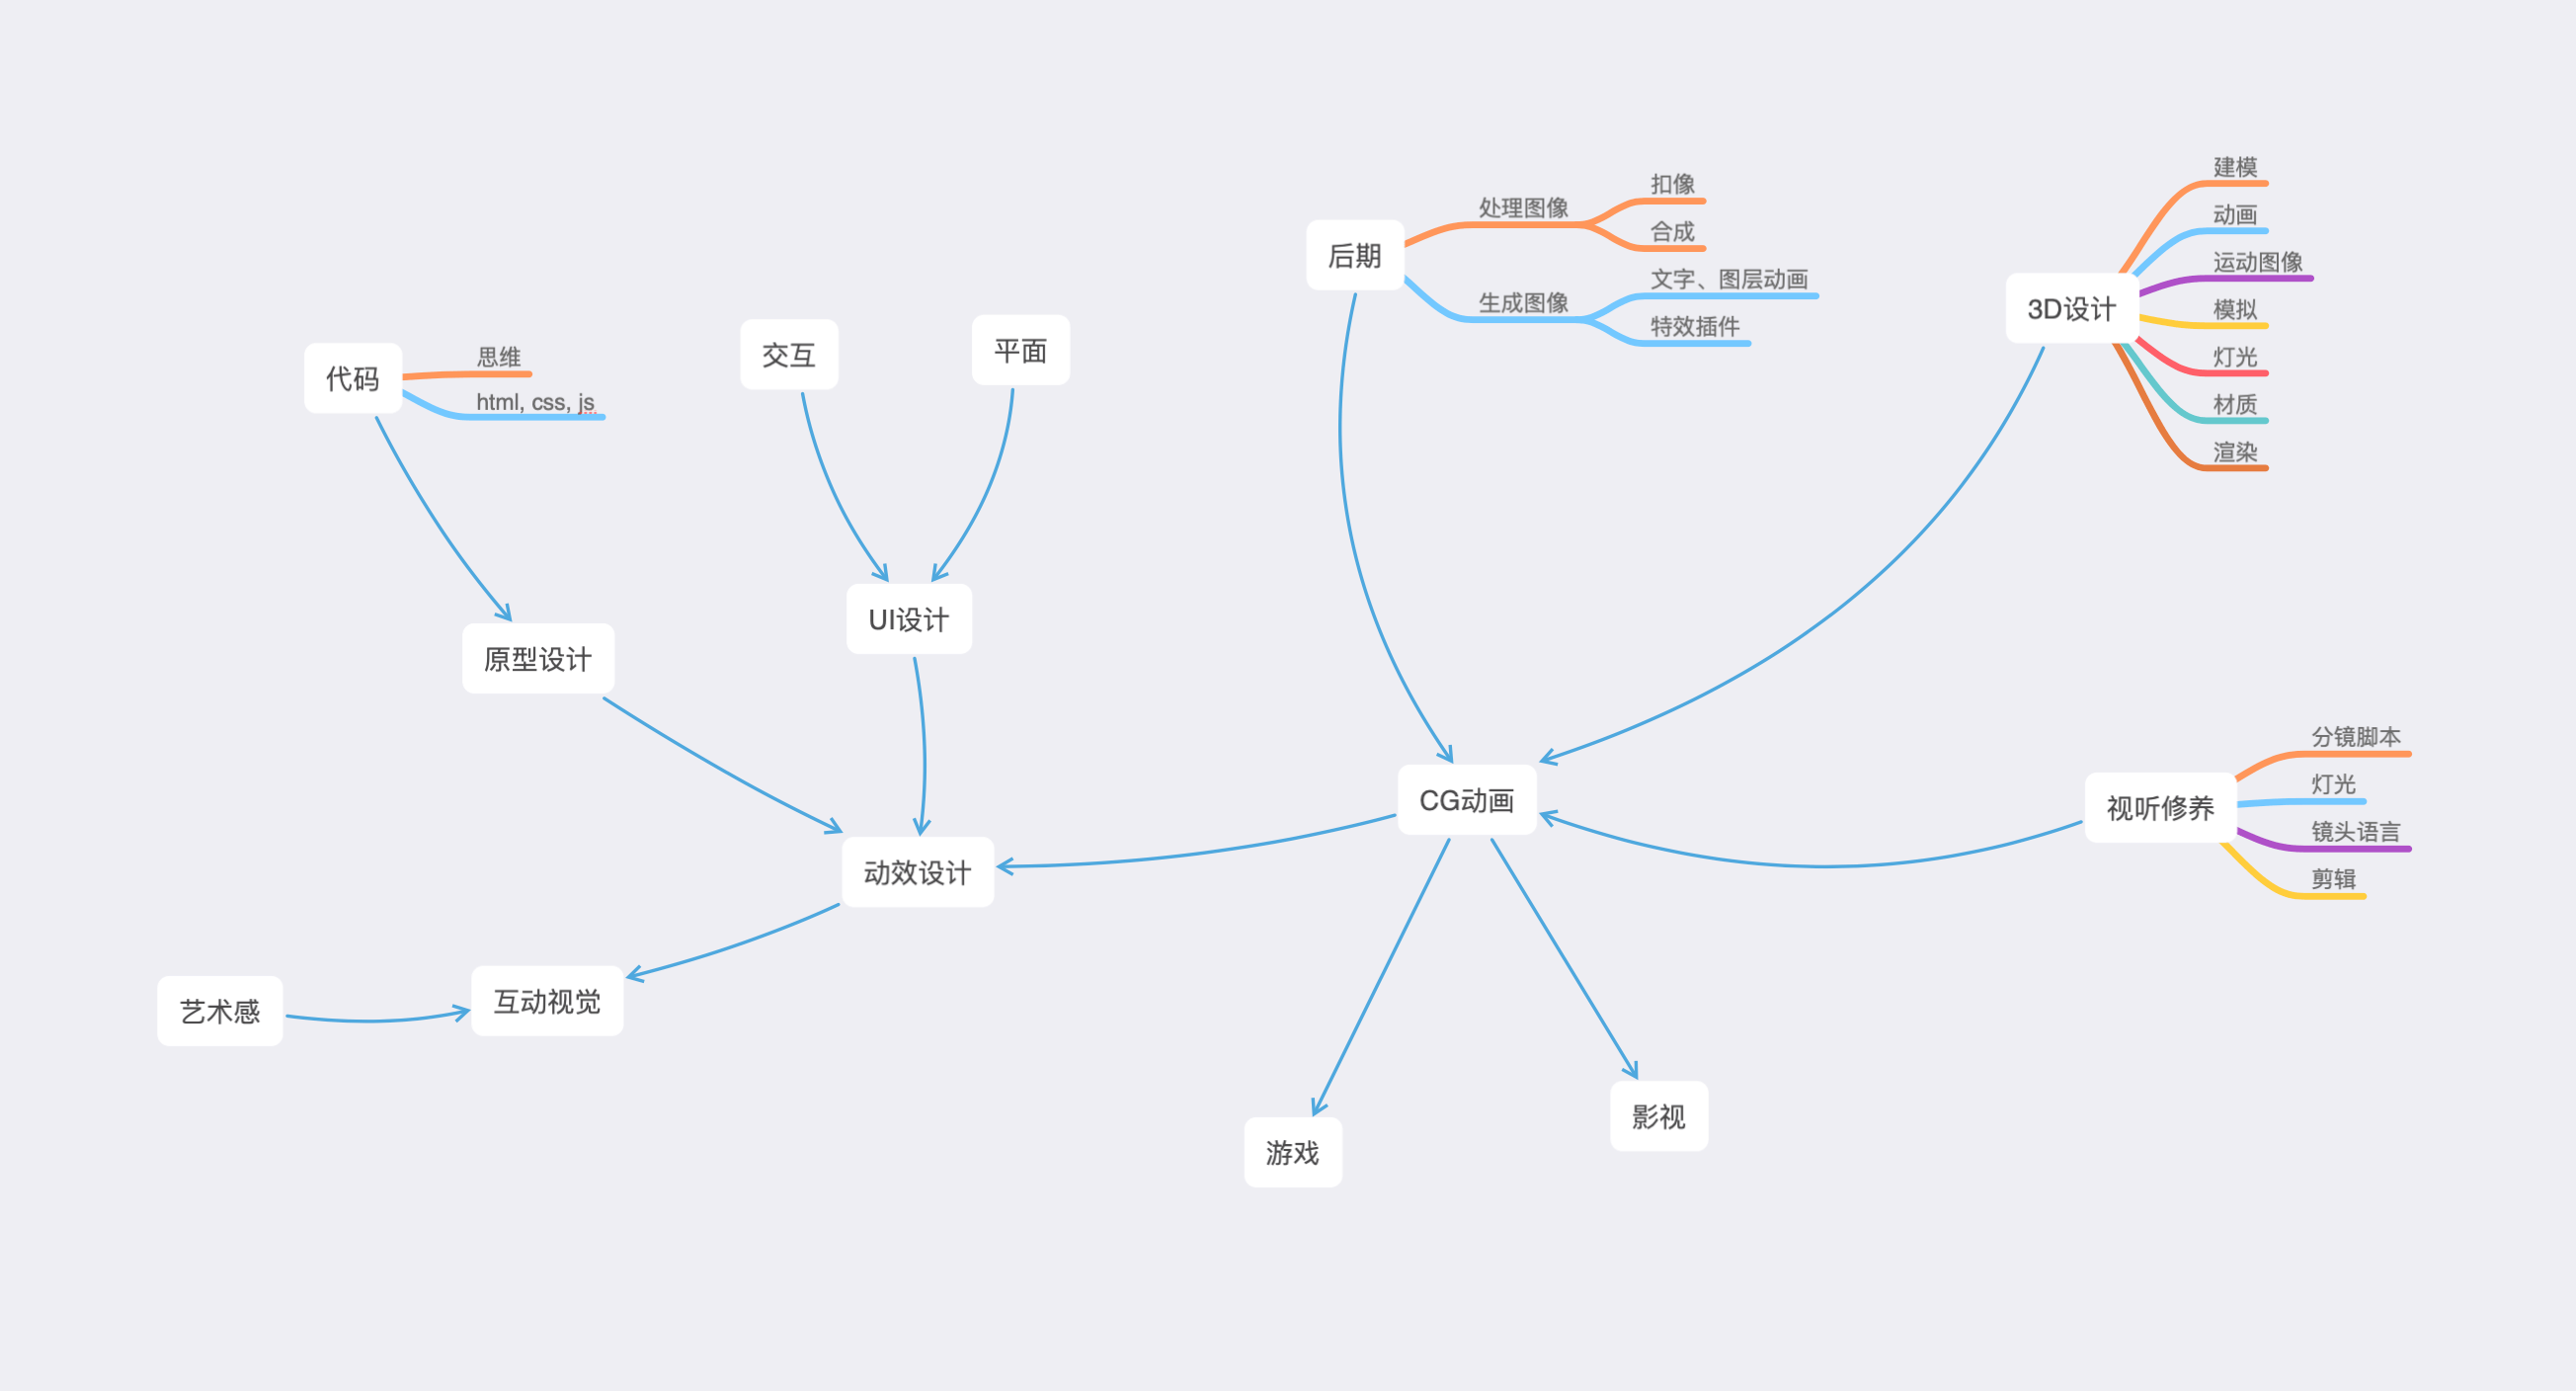 代码
思维
html, css, js
交互
平面
后期
处理图像
扣像
合成
生成图像
文字、图层动画
特效插件
3D设计
建模
动画
运动图像
模拟
灯光
材质
渲染
原型设计
UI设计
CG动画
视听修养
分镜脚本
灯光
镜头语言
剪辑
动效设计
艺术感
互动视觉
游戏
影视